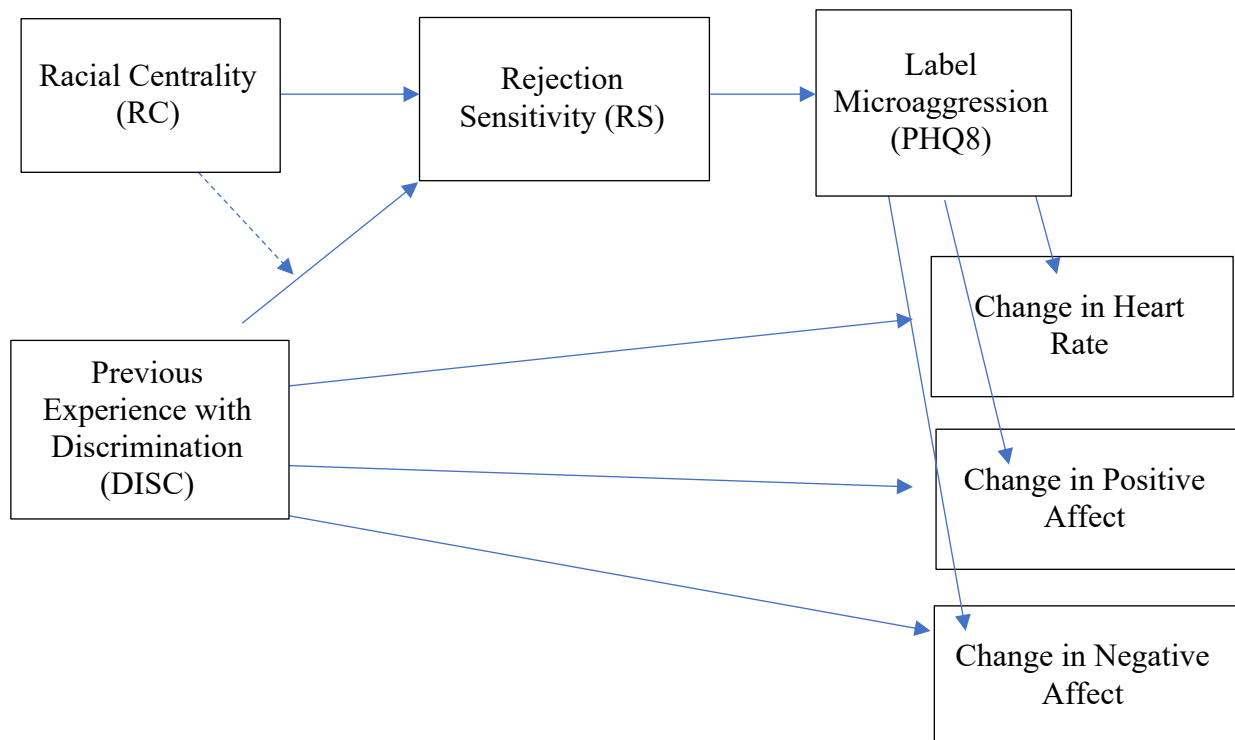 Racial Centrality
(RC)
Rejection
Sensitivity (RS)
Label
Microaggression
(PHQ8)
Change in Heart
Rate
Previous
Experience with
Discrimination
(DISC)
Change in Positive
Affect
Change in Negative
Affect